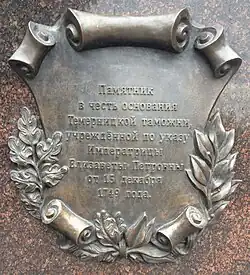 Памятник
в честь основания
Темерницкой таможни,
учреждённой по указу
Императрицы
Елизаветы Петровны
от 15 декабря
1749 года.